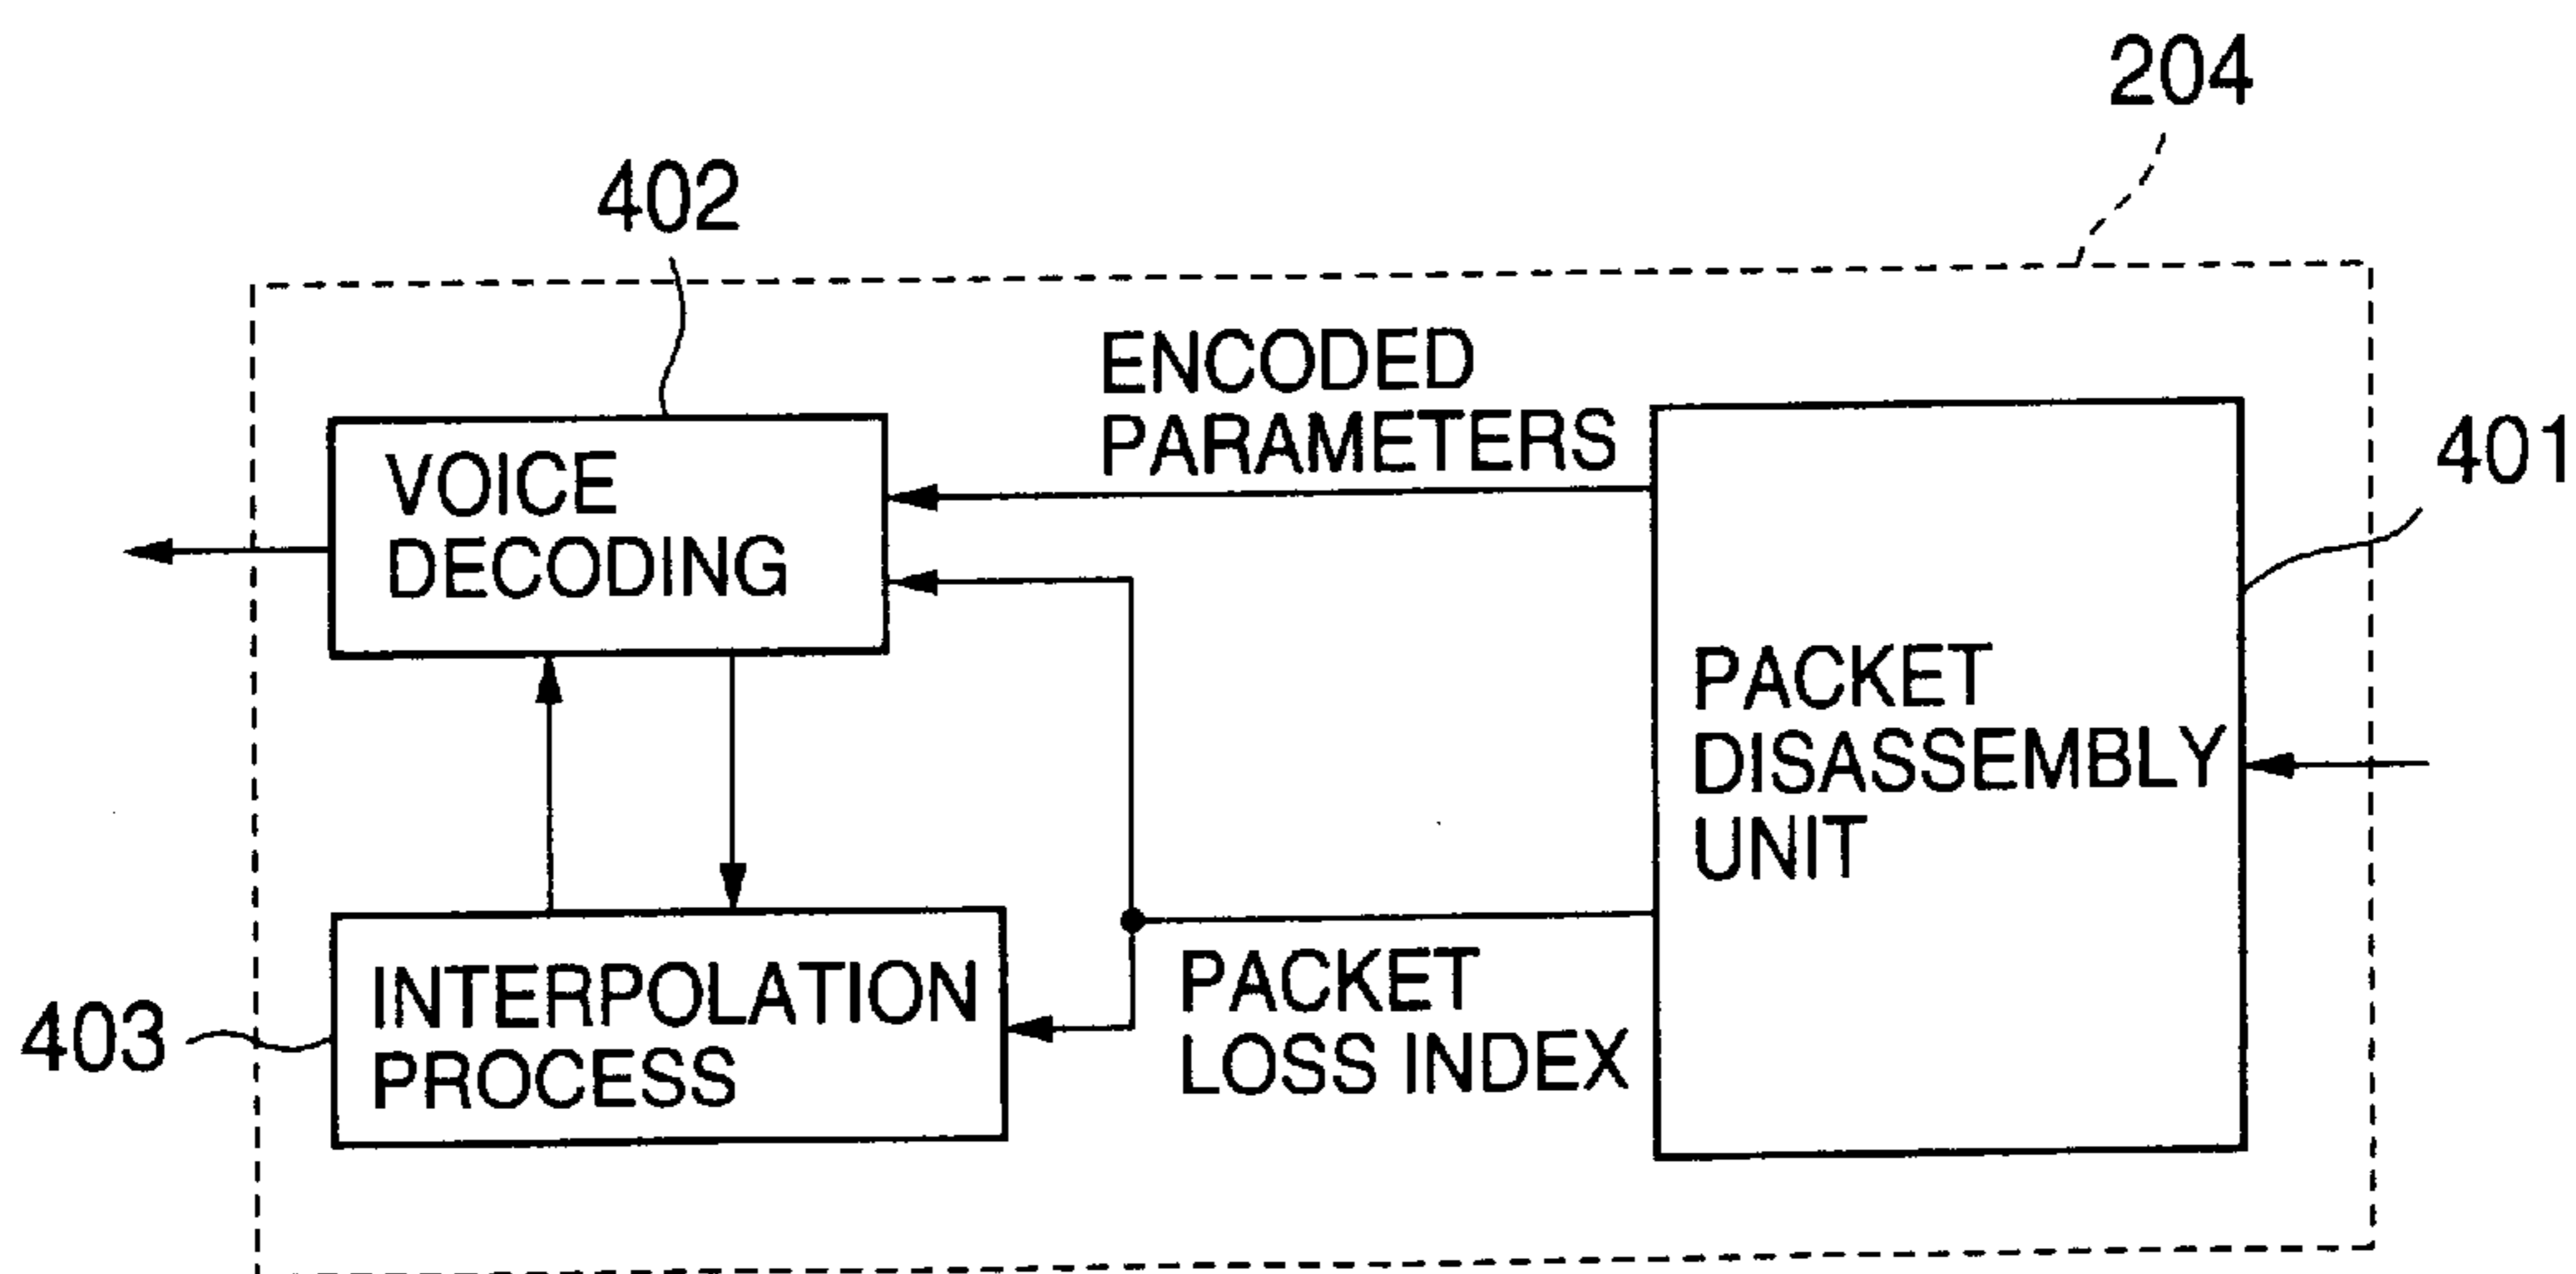 204
402
ENCODED
PARAMETERS
401
VOICE
DECODING
PACKET
DISASSEMBLY
UNIT
PACKET
LOSS INDEX
INTERPOLATION
PROCESS
403